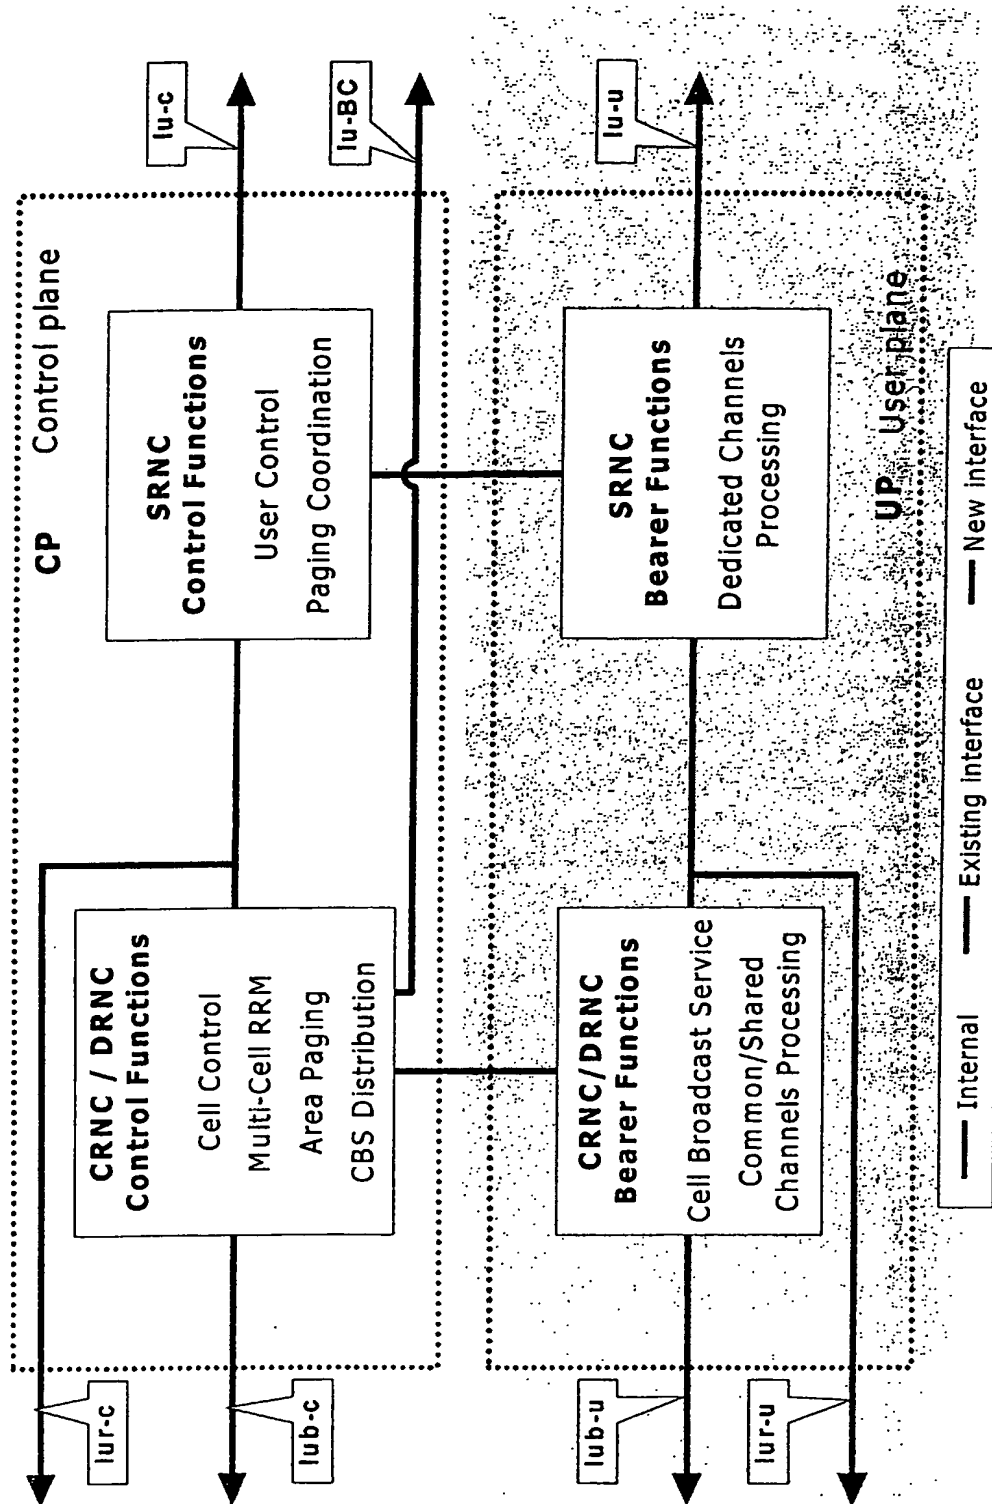 CP Control plane
Iur-c
Iub-c
CRNC / DRNC
Control Functions
Cell Control
Multi-Cell RRM
Area Paging
CBS Distribution
SRNC
Control Functions
User Control
Paging Coordination
Iu-c
Iu-BC
Iub-u
Iur-u
CRNC/DRNC
Bearer Functions
Cell Broadcast Service
Common/Shared
Channels Processing
SRNC
Bearer Functions
Dedicated Channels
Processing
Iu-u
UP User plane
Internal
Existing interface
New interface